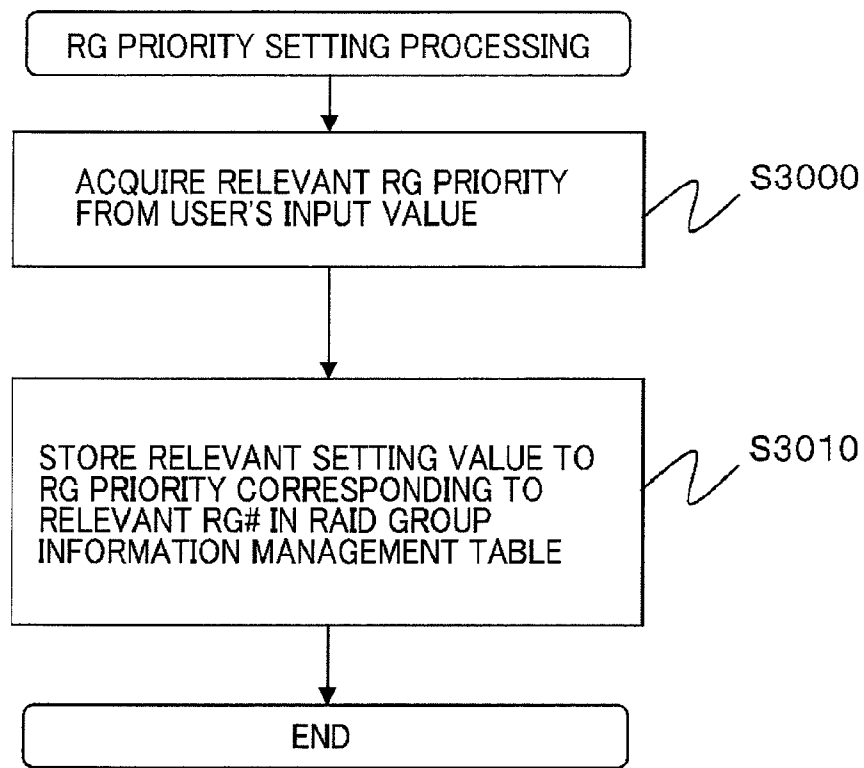 RG PRIORITY SETTING PROCESSING
ACQUIRE RELEVANT RG PRIORITY
FROM USER'S INPUT VALUE
S3000
STORE RELEVANT SETTING VALUE TO
RG PRIORITY CORRESPONDING TO
RELEVANT RG# IN RAID GROUP
INFORMATION MANAGEMENT TABLE
S3010
END